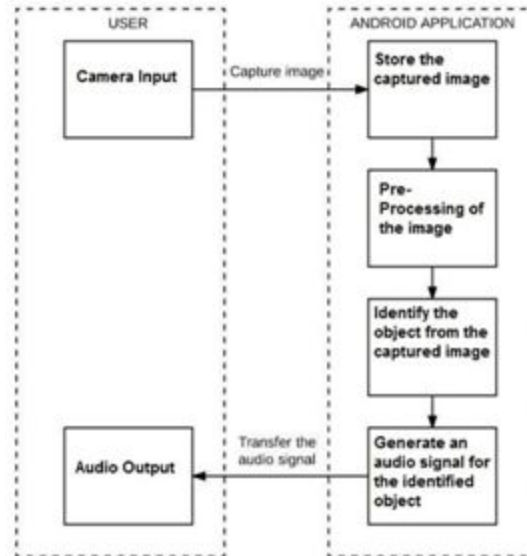 USER
ANDROID APPLICATION
Camera Input
Capture image
Store the
captured image
Pre-
Processing of
the image
Identify the
object from the
captured image
Generate an
audio signal for
the identified
object
Transfer the
audio signal
Audio Output